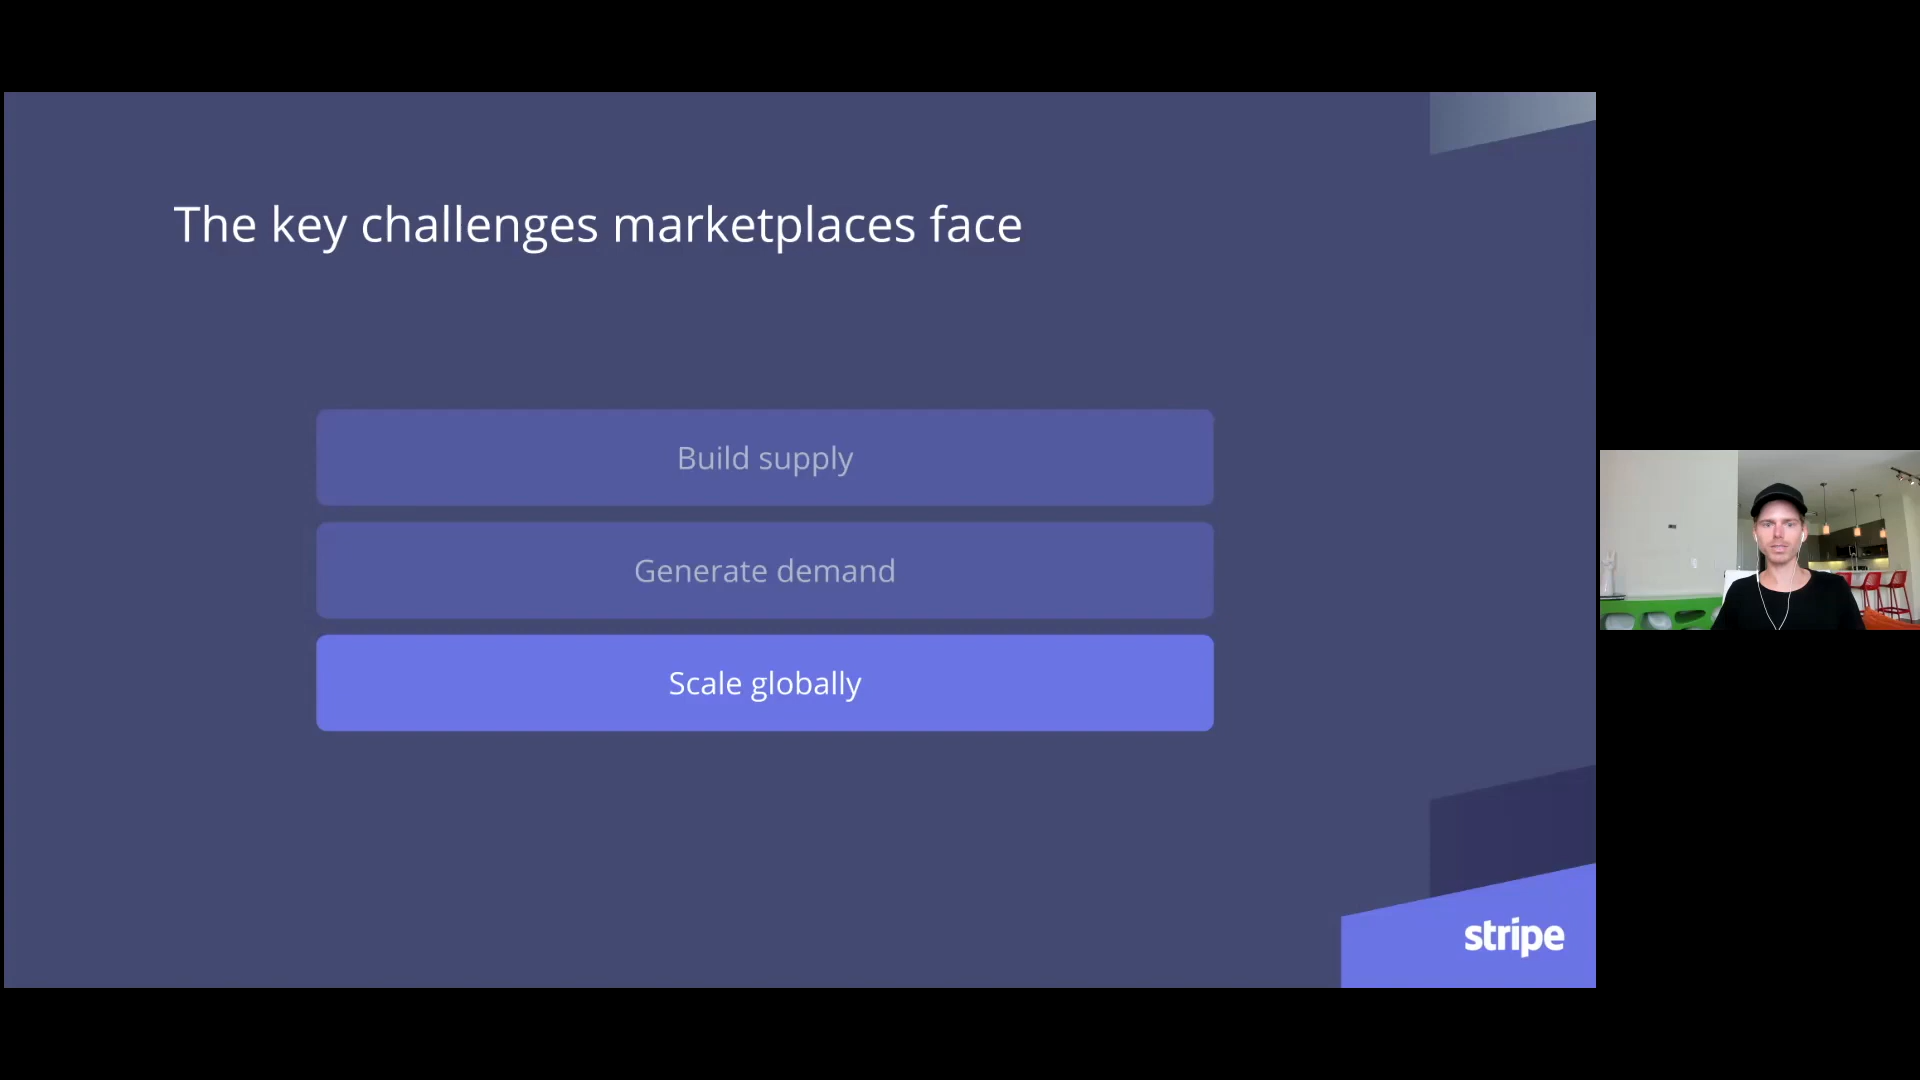 The key challenges marketplaces face
Build supply
Generate demand
Scale globally
stripe